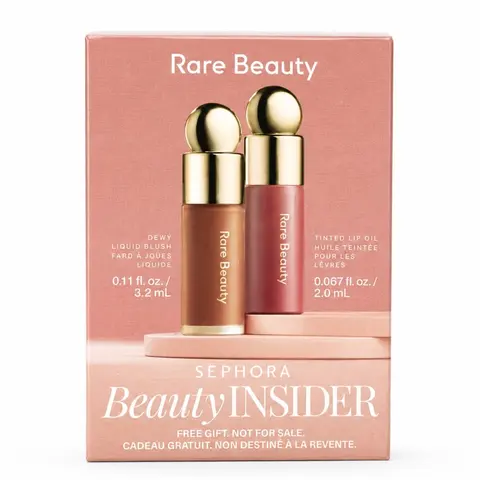 Rare Beauty
Rare Beauty
Rare Beauty
DEWY
LIQUID BLUSH
FARD À JOUES
LIQUIDE
0.11 fl. oz. /
3.2 mL
TINTED LIP OIL
HUILE TEINTÉE
POUR LES
LÈVRES
0.067 fl. oz. /
2.0 mL
SEPHORA
Beauty INSIDER
FREE GIFT. NOT FOR SALE.
CADEAU GRATUIT. NON DESTINÉ À LA REVENTE.